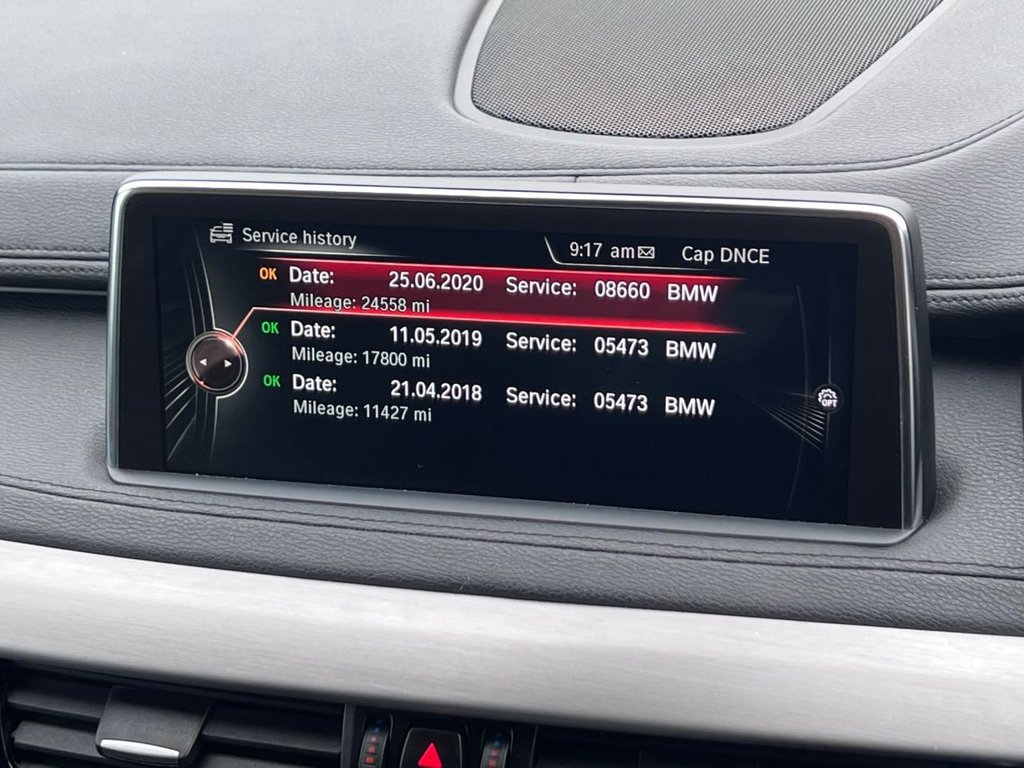 Service history
9:17 am Cap DNCE
OK Date: 25.06.2020 Service: 08660 BMW
Mileage: 24558 mi
OK Date: 11.05.2019 Service: 05473 BMW
Mileage: 17800 mi
OK Date: 21.04.2018 Service: 05473 BMW
Mileage: 11427 mi
OPT